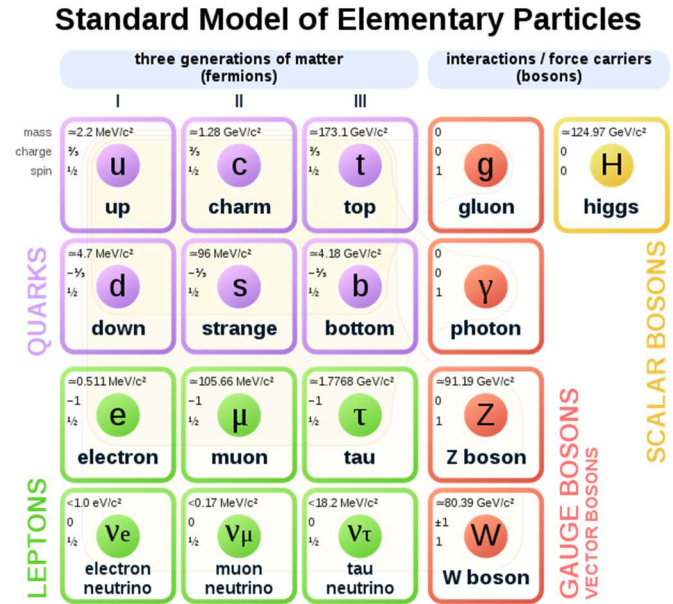 Standard Model of Elementary Particles
three generations of matter
(fermions)
interactions / force carriers
(bosons)
I
II
III
mass
charge
spin
≃2.2 MeV/c²
⅔
½
u
up
≃1.28 GeV/c²
⅔
½
c
charm
≃173.1 GeV/c²
⅔
½
t
top
0
0
1
g
gluon
≃124.97 GeV/c²
0
0
H
higgs
QUARKS
≃4.7 MeV/c²
−⅓
½
d
down
≃96 MeV/c²
−⅓
½
s
strange
≃4.18 GeV/c²
−⅓
½
b
bottom
0
0
1
γ
photon
SCALAR BOSONS
≃0.511 MeV/c²
−1
½
e
electron
≃105.66 MeV/c²
−1
½
μ
muon
≃1.7768 GeV/c²
−1
½
τ
tau
≃91.19 GeV/c²
0
1
Z
Z boson
GAUGE BOSONS
VECTOR BOSONS
LEPTONS
<1.0 eV/c²
0
½
νe
electron
neutrino
<0.17 MeV/c²
0
½
νμ
muon
neutrino
<18.2 MeV/c²
0
½
ντ
tau
neutrino
≃80.39 GeV/c²
±1
1
W
W boson